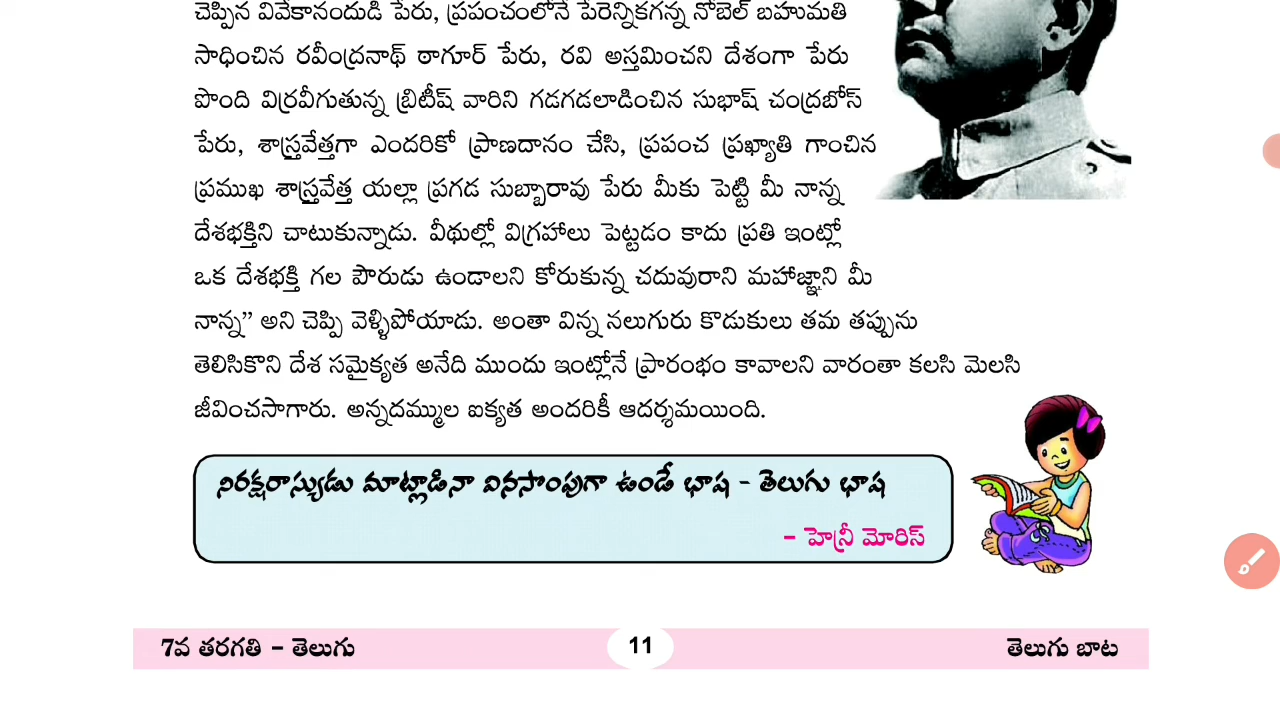 చెప్పిన వివేకానందుడి పేరు, ప్రపంచంలోనే పేరెన్నికగన్న నోబెల్ బహుమతి
సాధించిన రవీంద్రనాథ్ ఠాగూర్ పేరు, రవి అస్తమించని దేశంగా పేరు
పొంది విర్రవీగుతున్న బ్రిటీష్ వారిని గడగడలాడించిన సుభాష్ చంద్రబోస్
పేరు, శాస్త్రవేత్తగా ఎందరికో ప్రాణదానం చేసి, ప్రపంచ ప్రఖ్యాతి గాంచిన
ప్రముఖ శాస్త్రవేత్త యల్లా ప్రగడ సుబ్బారావు పేరు మీకు పెట్టి మీ నాన్న
దేశభక్తిని చాటుకున్నాడు. వీథుల్లో విగ్రహాలు పెట్టడం కాదు ప్రతి ఇంట్లో
ఒక దేశభక్తి గల పౌరుడు ఉండాలని కోరుకున్న చదువురాని మహాజ్ఞాని మీ
నాన్న” అని చెప్పి వెళ్ళిపోయాడు. అంతా విన్న నలుగురు కొడుకులు తమ తప్పును
తెలిసికొని దేశ సమైక్యత అనేది ముందు ఇంట్లోనే ప్రారంభం కావాలని వారంతా కలసి మెలసి
జీవించసాగారు. అన్నదమ్ముల ఐక్యత అందరికీ ఆదర్శమయింది.
నిరక్షరాస్యుడు మాట్లాడినా వినసొంపుగా ఉండే భాష - తెలుగు భాష
- హెన్రీ మోరిస్
7వ తరగతి - తెలుగు 11 తెలుగు బాట